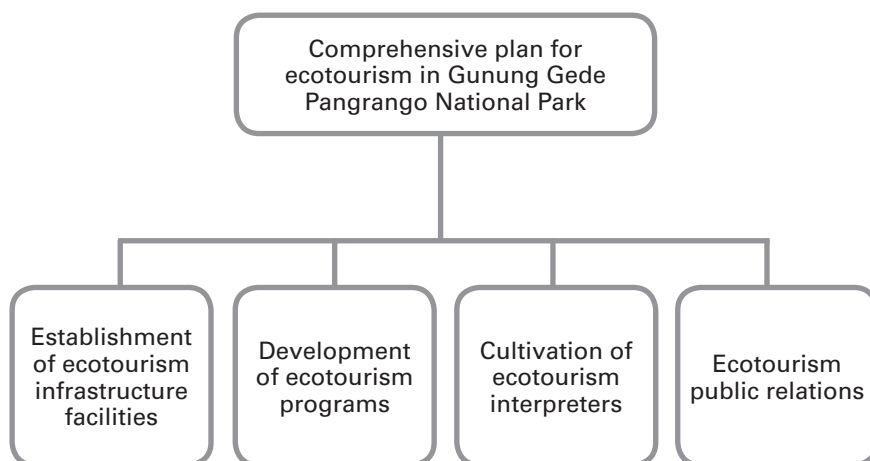 Comprehensive plan for
ecotourism in Gunung Gede
Pangrango National Park
Establishment
of ecotourism
infrastructure
facilities
Development
of ecotourism
programs
Cultivation of
ecotourism
interpreters
Ecotourism
public relations